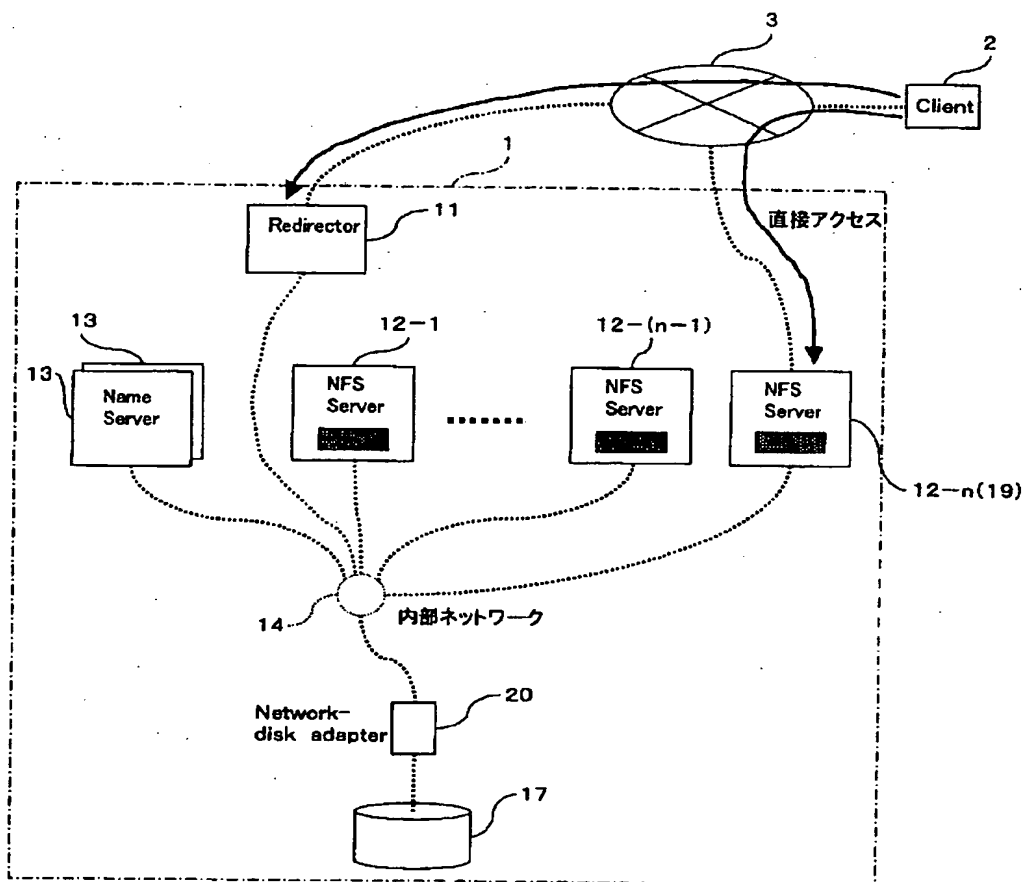 3
2
Client
1
直接アクセス
Redirector
11
13
12-1
12-(n-1)
13
Name
Server
NFS
Server
NFS
Server
NFS
Server
12-n(19)
14
内部ネットワーク
20
Network-
disk adapter
17